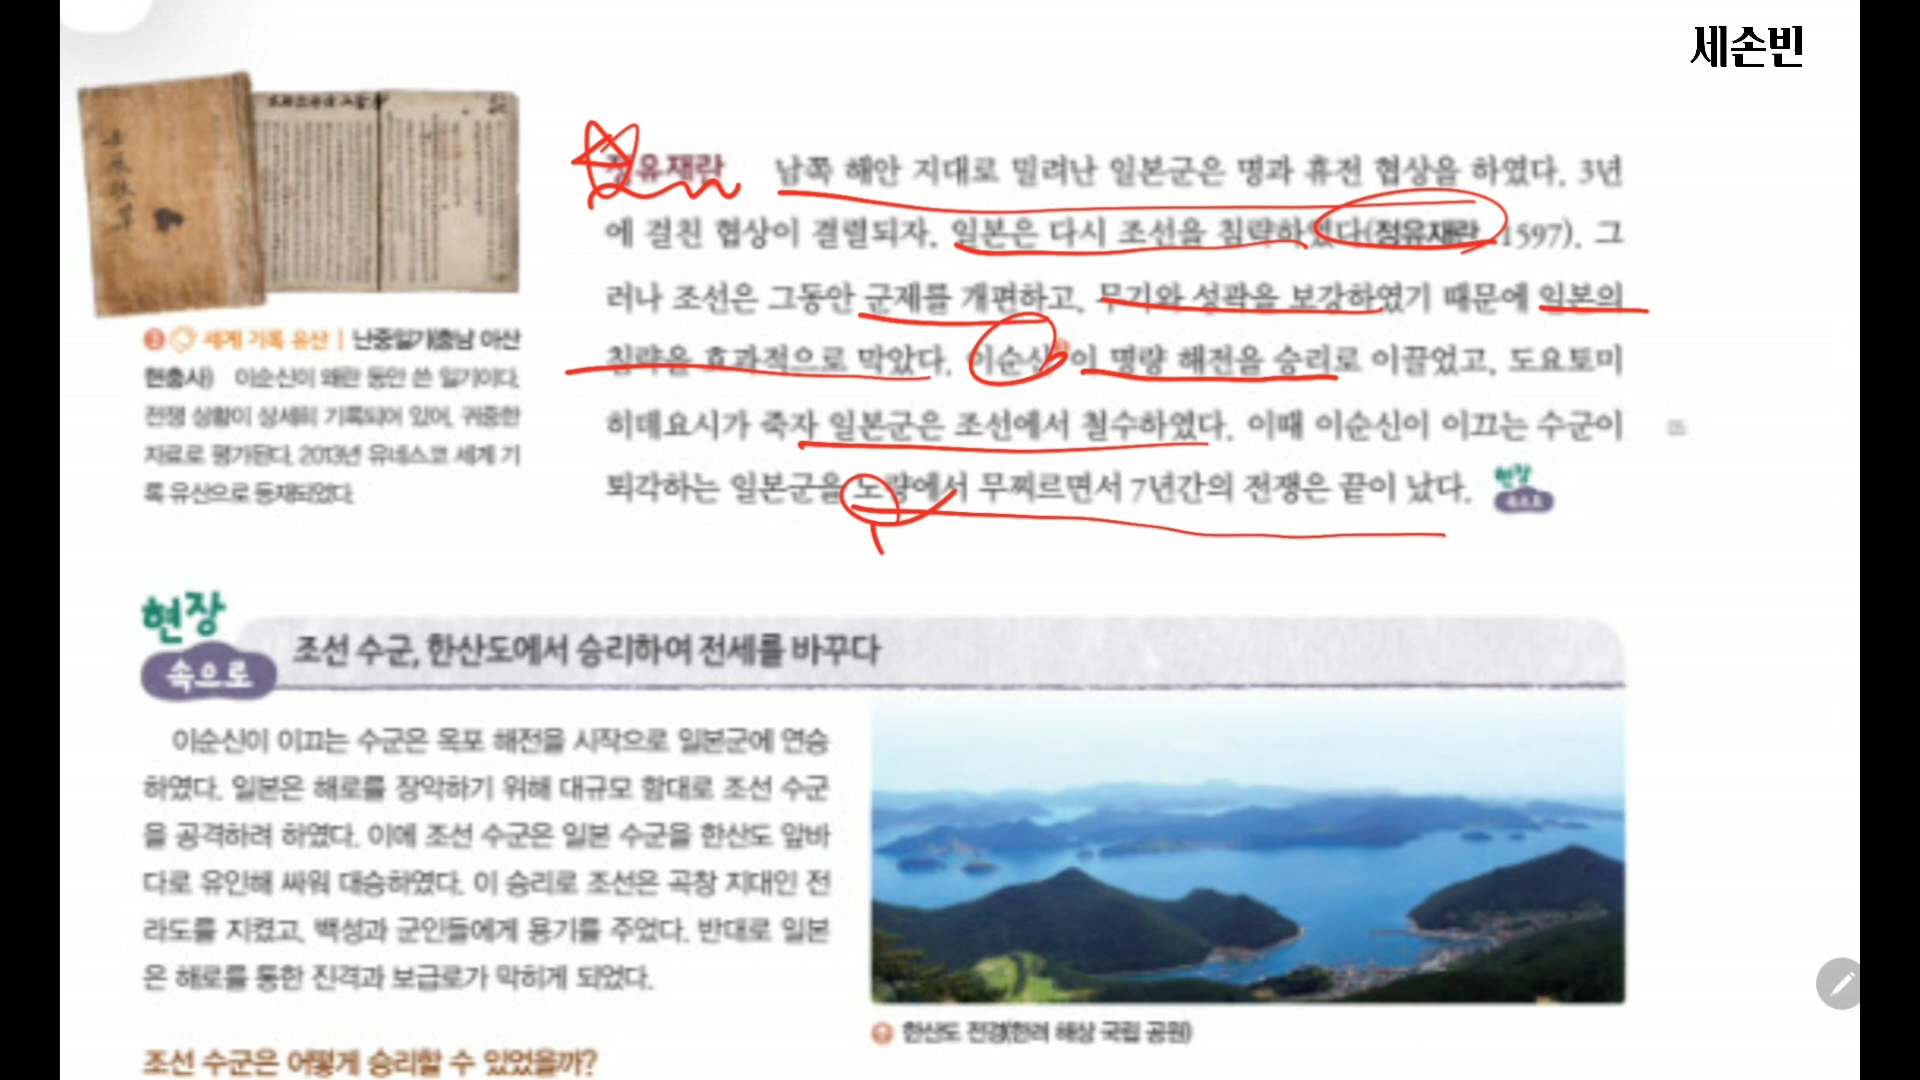 세손빈
정유재란 남쪽 해안 지대로 밀려난 일본군은 명과 휴전 협상을 하였다. 3년
에 걸친 협상이 결렬되자, 일본은 다시 조선을 침략하였다(정유재란, 1597). 그
러나 조선은 그동안 군제를 개편하고, 무기와 성곽을 보강하였기 때문에 일본의
침략을 효과적으로 막았다. 이순신이 명량 해전을 승리로 이끌었고, 도요토미
히데요시가 죽자 일본군은 조선에서 철수하였다. 이때 이순신이 이끄는 수군이
퇴각하는 일본군을 노량에서 무찌르면서 7년간의 전쟁은 끝이 났다. 현장 속으로
세계 기록 유산 | 난중일기(충남 아산
현충사) 이순신이 왜란 동안 쓴 일기이다.
전쟁 상황이 상세히 기록되어 있어, 귀중한
자료로 평가된다. 2013년 유네스코 세계 기
록 유산으로 등재되었다.
현장
속으로
조선 수군, 한산도에서 승리하여 전세를 바꾸다
이순신이 이끄는 수군은 옥포 해전을 시작으로 일본군에 연승
하였다. 일본은 해로를 장악하기 위해 대규모 함대로 조선 수군
을 공격하려 하였다. 이에 조선 수군은 일본 수군을 한산도 앞바
다로 유인해 싸워 대승하였다. 이 승리로 조선은 곡창 지대인 전
라도를 지켰고, 백성과 군인들에게 용기를 주었다. 반대로 일본
은 해로를 통한 진격과 보급로가 막히게 되었다.
한산도 전경(한려 해상 국립 공원)
조선 수군은 어떻게 승리할 수 있었을까?